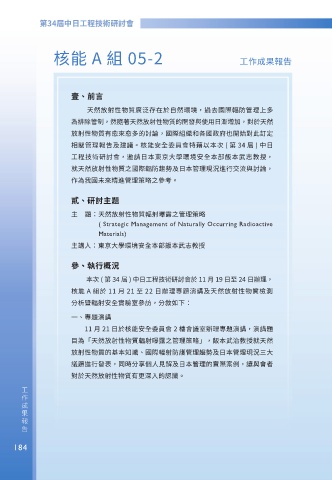 第34屆中日工程技術研討會
核能 A 組 05-2
工作成果報告
壹、前言
天然放射性物質廣泛存在於自然環境，過去國際輻防管理上多
為排除管制，然隨著天然放射性物質的開發與使用日漸增加，對於天然
放射性物質有愈來愈多的討論，國際組織和各國政府也開始對此訂定
相關管理報告及建議。核能安全委員會特藉以本次 ( 第 34 屆 ) 中日
工程技術研討會，邀請日本東京大學環境安全本部飯本武志教授，
就天然放射性物質之國際輻防趨勢及日本管理現況進行交流與討論，
作為我國未來精進管理策略之參考。
貳、研討主題
主　題：天然放射性物質輻射曝露之管理策略
( Strategic Management of Naturally Occurring Radioactive
Materials)
主講人：東京大學環境安全本部飯本武志教授
參、執行概況
本次 ( 第 34 屆 ) 中日工程技術研討會於 11 月 19 日至 24 日辦理。
核能 A 組於 11 月 21 至 22 日辦理專題演講及天然放射性物質檢測
分析暨輻射安全實驗室參訪，分敘如下：
一、專題演講
11 月 21 日於核能安全委員會 2 樓會議室辦理專題演講，演講題
目為「天然放射性物質輻射曝露之管理策略」，飯本武治教授就天然
放射性物質的基本知識、國際輻射防護管理趨勢及日本管理現況三大
議題進行發表，同時分享個人見解及日本管理的實際案例，讓與會者
對於天然放射性物質有更深入的認識。
工作成果報告
184